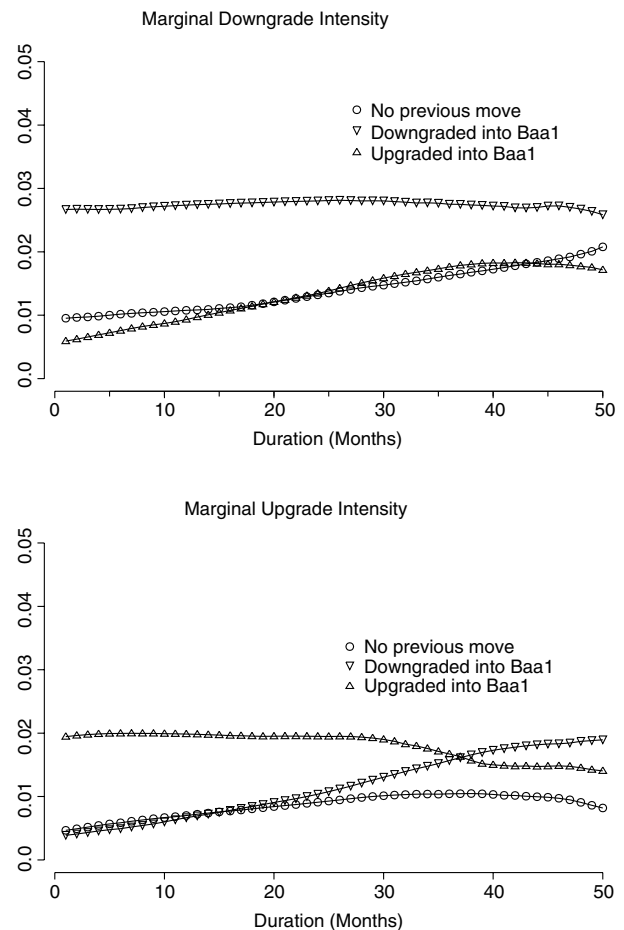 Marginal Downgrade Intensity
0.05
0.04
0.03
0.02
0.01
0.0
No previous move
Downgraded into Baa1
Upgraded into Baa1
0 10 20 30 40 50
Duration (Months)
Marginal Upgrade Intensity
0.05
0.04
0.03
0.02
0.01
0.0
No previous move
Downgraded into Baa1
Upgraded into Baa1
0 10 20 30 40 50
Duration (Months)